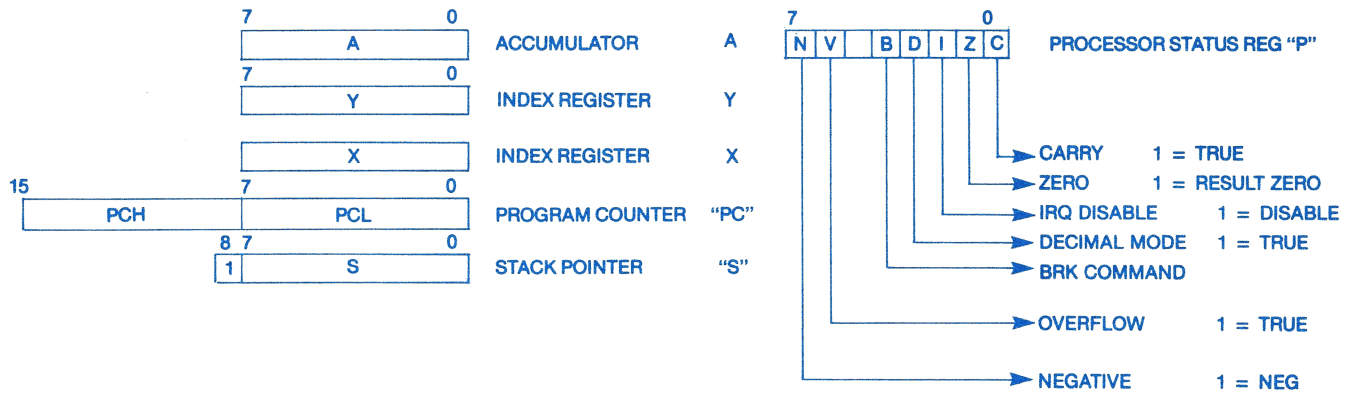 7 0
A ACCUMULATOR A
7 0
Y INDEX REGISTER Y
X INDEX REGISTER X
15 7 0
PCH PCL PROGRAM COUNTER “PC”
8 7 0
1 S STACK POINTER “S”
7 0
N V B D I Z C PROCESSOR STATUS REG “P”
CARRY 1 = TRUE
ZERO 1 = RESULT ZERO
IRQ DISABLE 1 = DISABLE
DECIMAL MODE 1 = TRUE
BRK COMMAND
OVERFLOW 1 = TRUE
NEGATIVE 1 = NEG